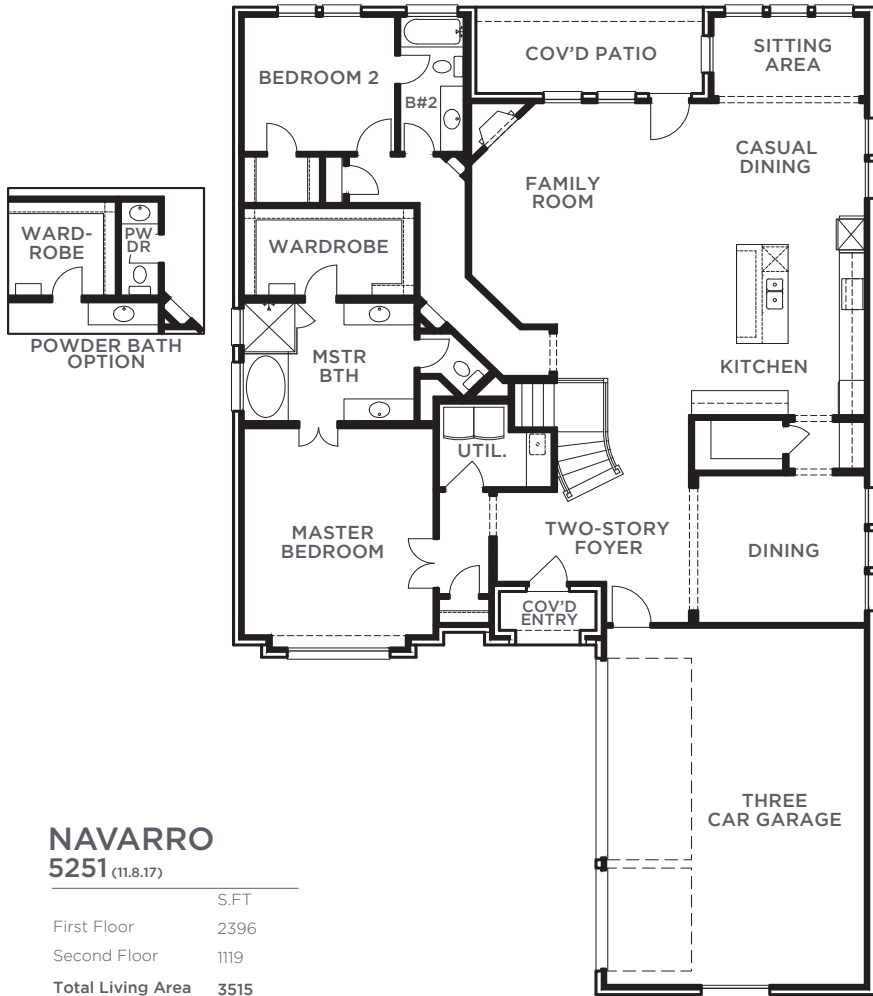 COV'D PATIO
SITTING
AREA
BEDROOM 2
B#2
CASUAL
DINING
FAMILY
ROOM
WARD-
ROBE
PW
DR
POWDER BATH
OPTION
WARDROBE
MSTR
BTH
KITCHEN
UTIL.
MASTER
BEDROOM
TWO-STORY
FOYER
DINING
COV'D
ENTRY
THREE
CAR GARAGE
NAVARRO
5251 (11.8.17)
S.FT
First Floor 2396
Second Floor 1119
Total Living Area 3515